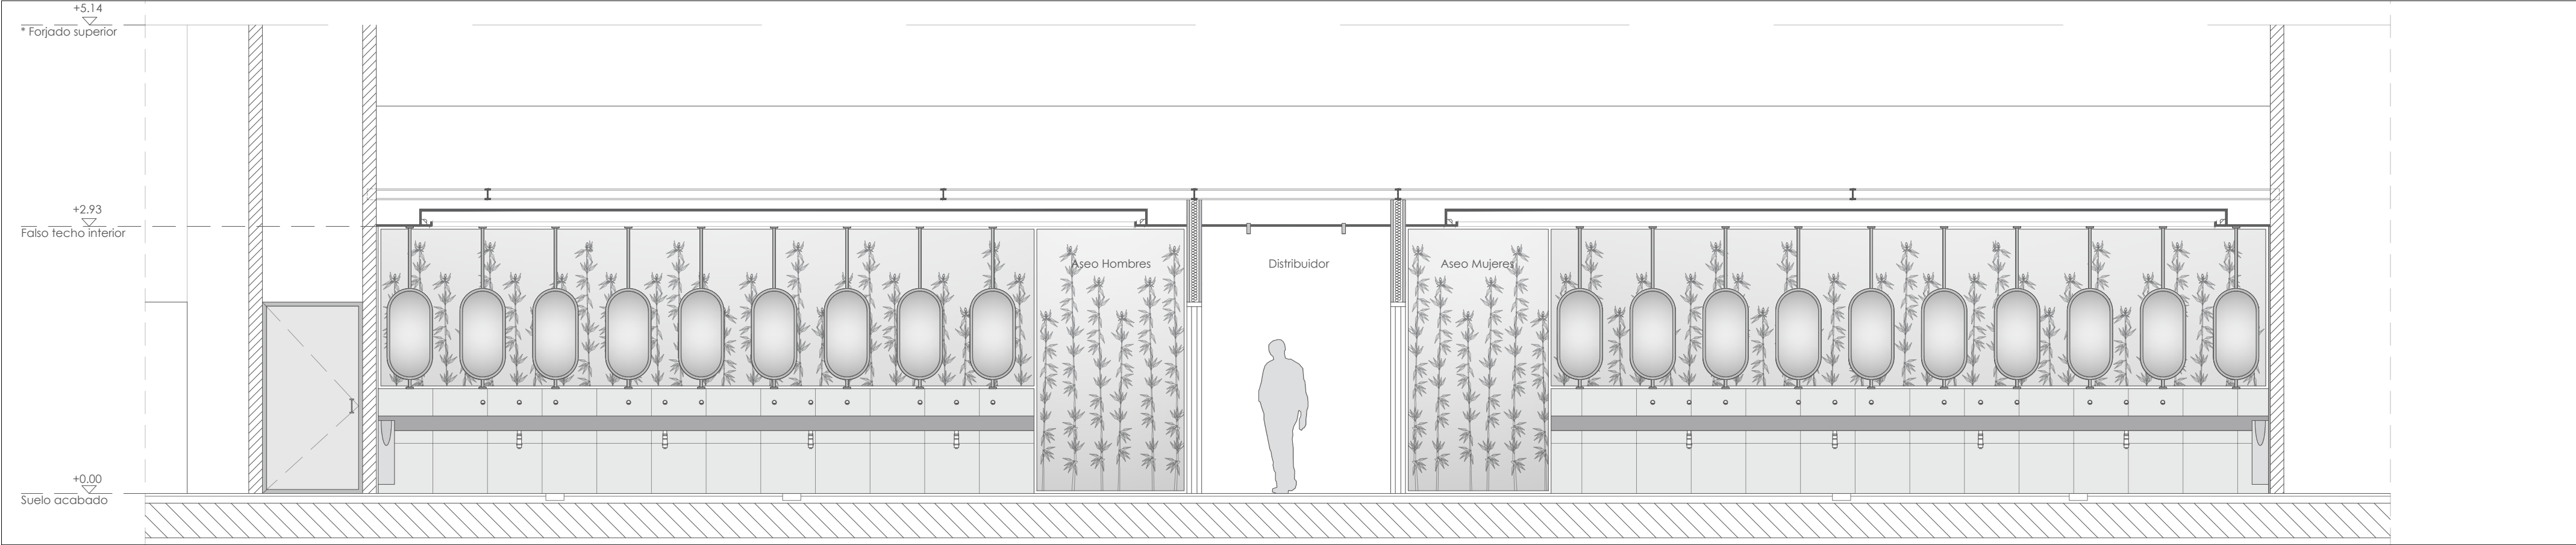 +5.14
* Forjado superior
+2.93
Falso techo interior
Aseo Hombres
Distribuidor
Aseo Mujeres
+0.00
Suelo acabado